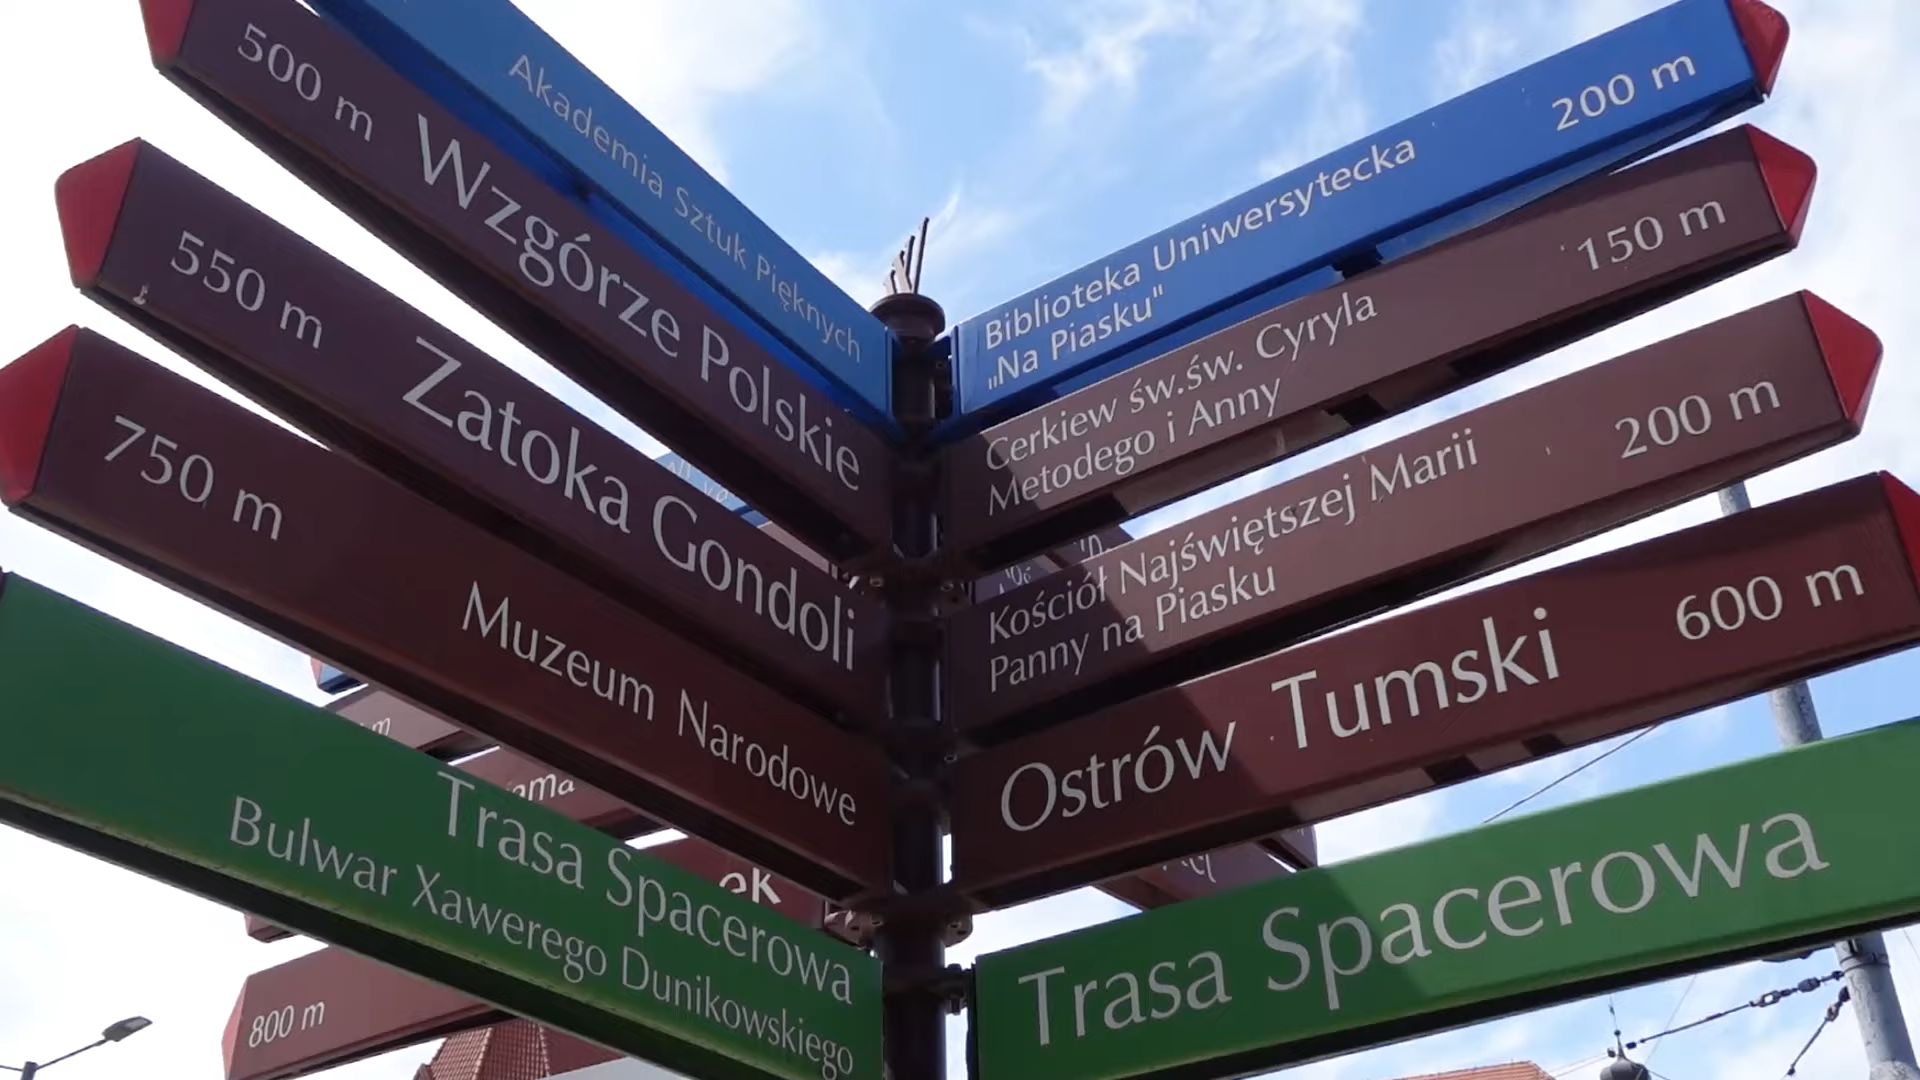 Akademia Sztuk Pięknych
500 m Wzgórze Polskie
550 m Zatoka Gondoli
750 m Muzeum Narodowe
Trasa Spacerowa
Bulwar Xawerego Dunikowskiego
800 m
Biblioteka Uniwersytecka 200 m
„Na Piasku"
Cerkiew św.św. Cyryla 150 m
Metodego i Anny
Kościół Najświętszej Marii 200 m
Panny na Piasku
Ostrów Tumski 600 m
Trasa Spacerowa